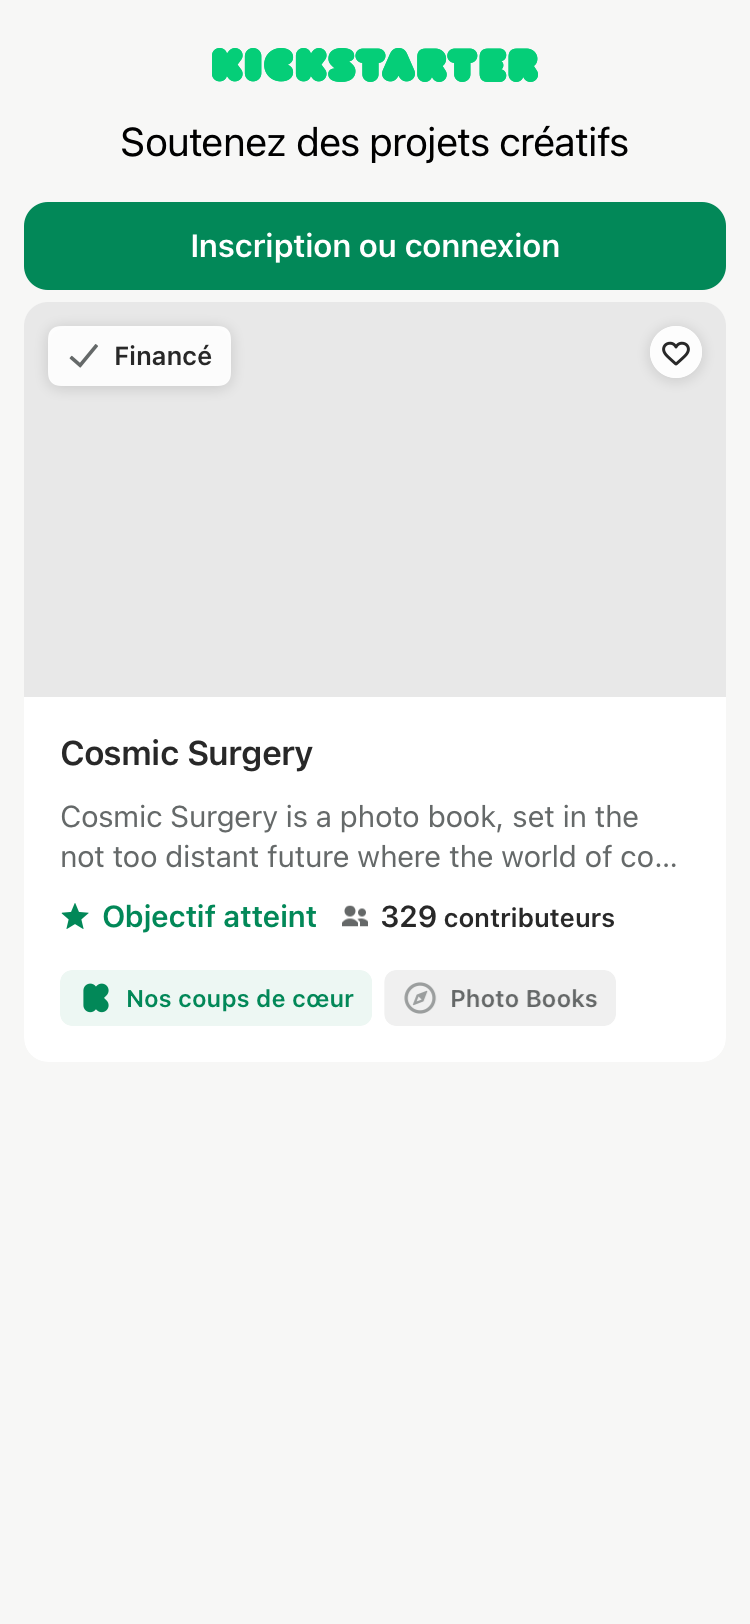 KICKSTARTER
Soutenez des projets créatifs
Inscription ou connexion
Financé
Cosmic Surgery
Cosmic Surgery is a photo book, set in the
not too distant future where the world of co...
Objectif atteint 329 contributeurs
Nos coups de cœur Photo Books